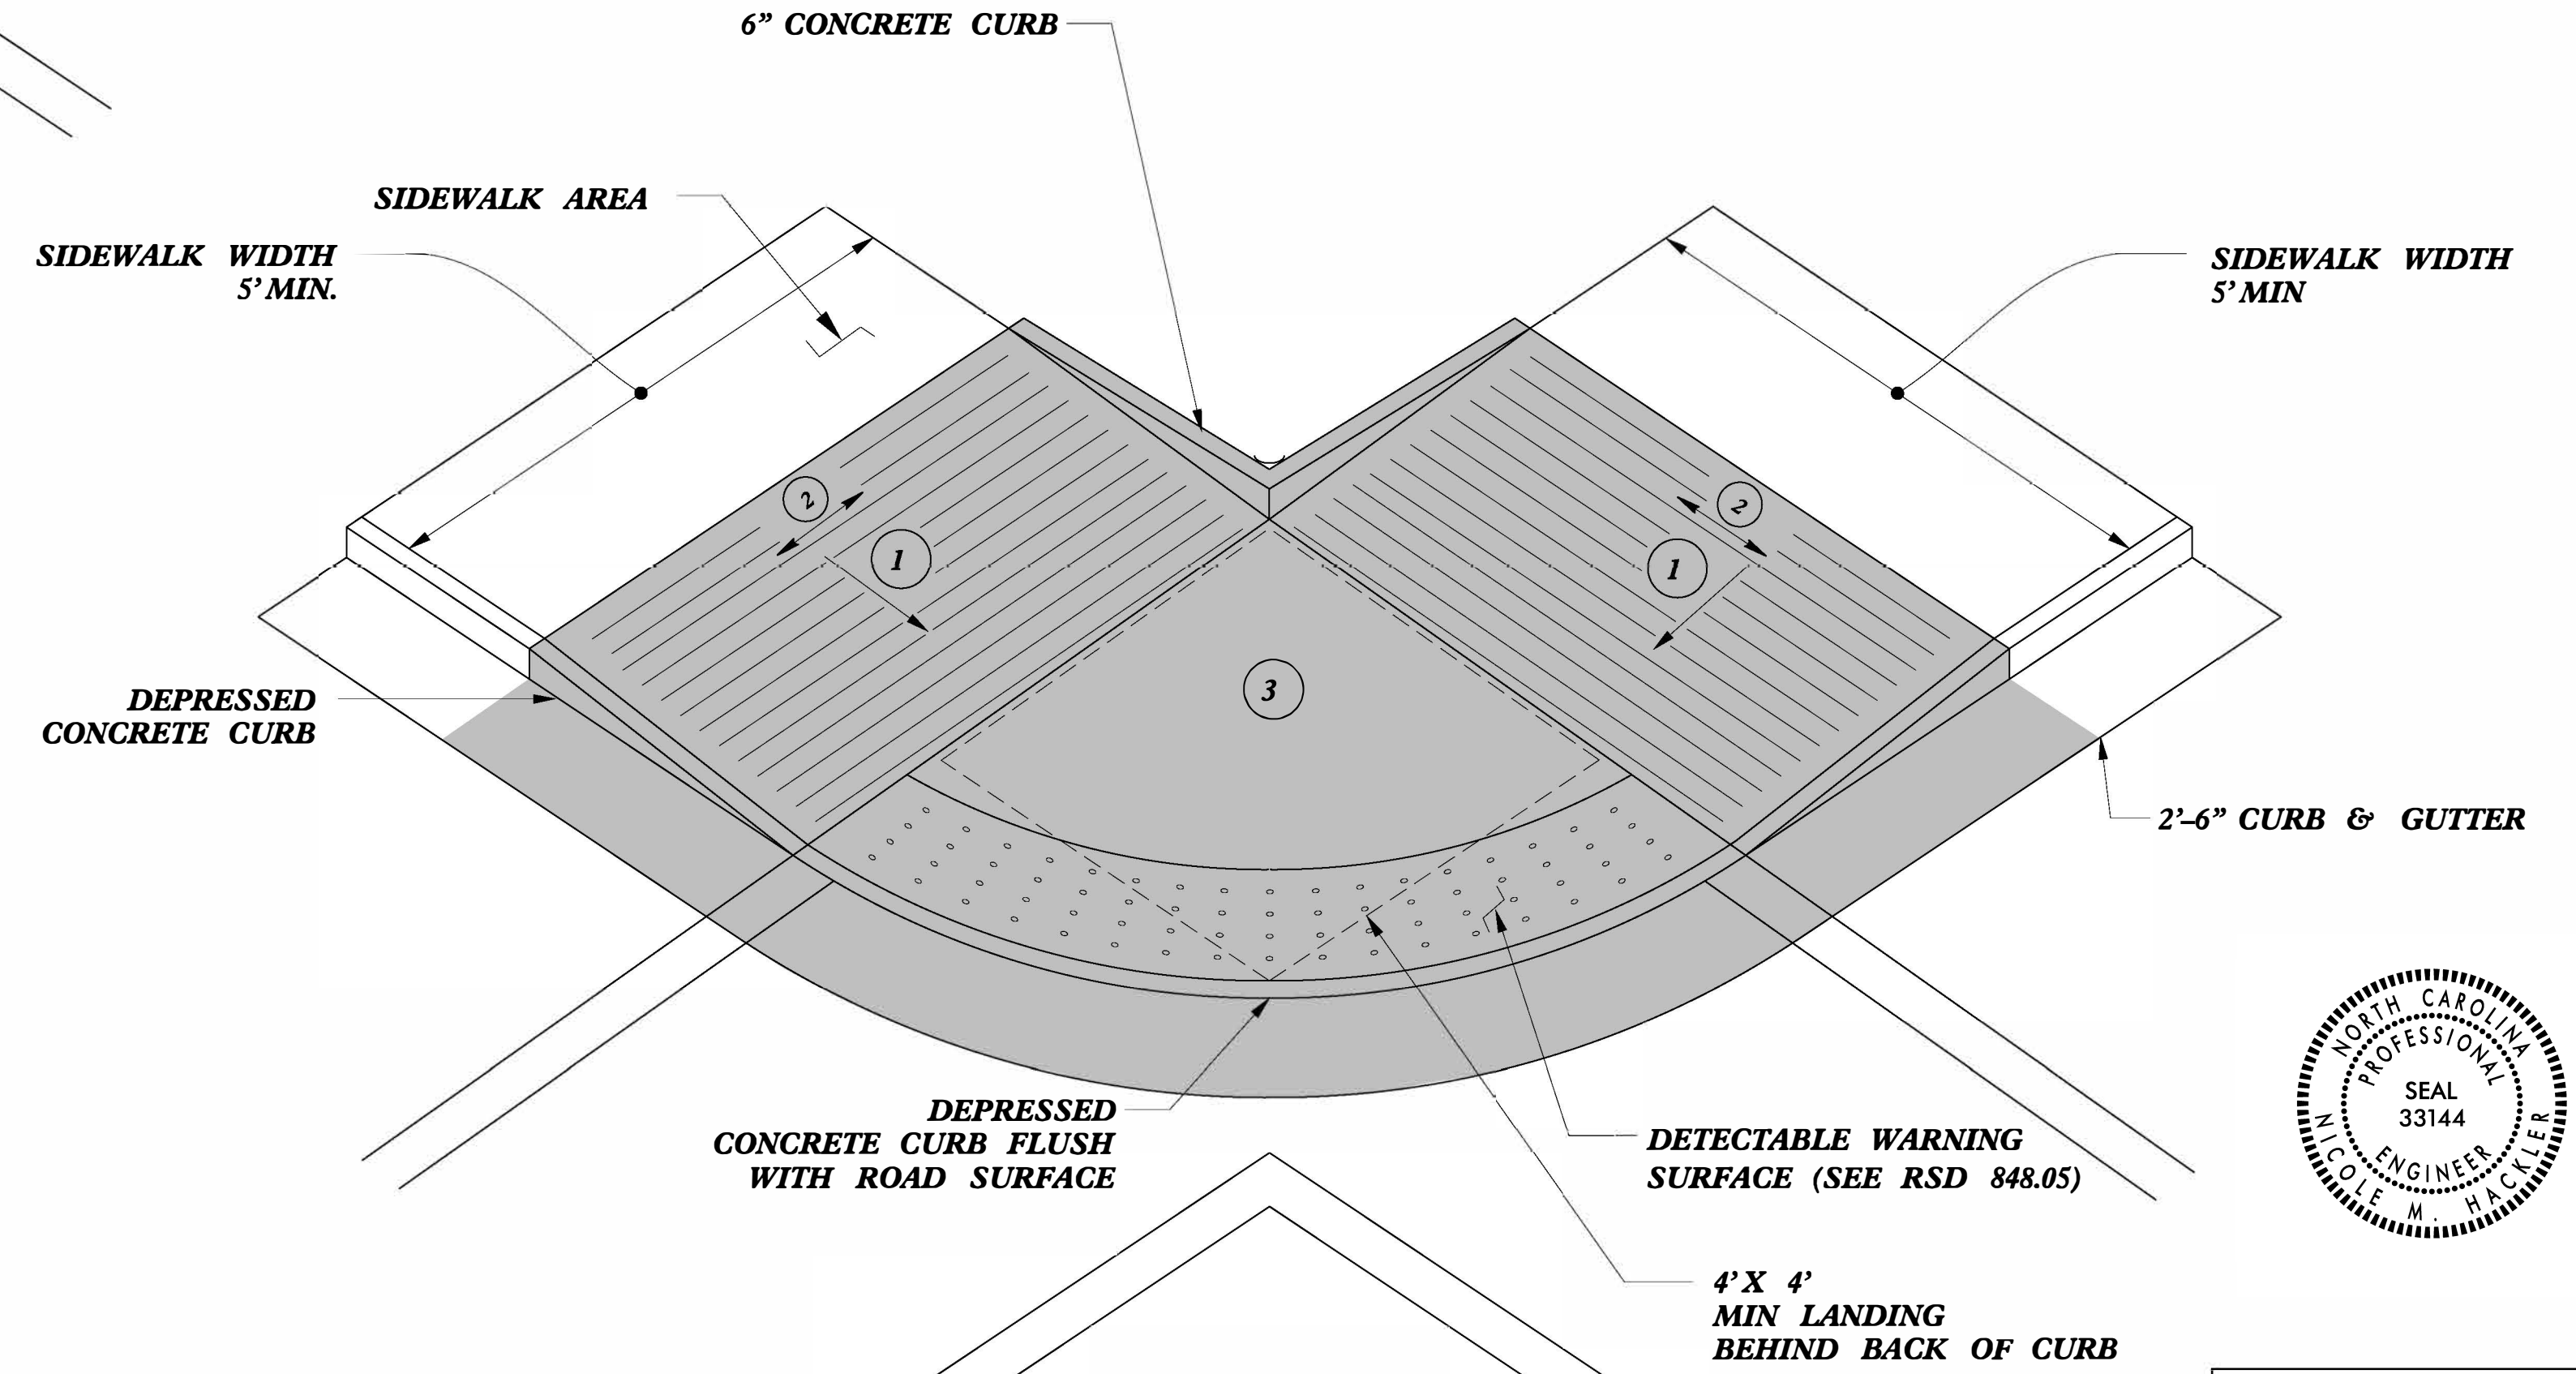 6” CONCRETE CURB
SIDEWALK AREA
SIDEWALK WIDTH
5’ MIN.
SIDEWALK WIDTH
5’ MIN
2
1
2
1
3
DEPRESSED
CONCRETE CURB
2’–6” CURB & GUTTER
DEPRESSED
CONCRETE CURB FLUSH
WITH ROAD SURFACE
DETECTABLE WARNING
SURFACE (SEE RSD 848.05)
4’ X 4’
MIN LANDING
BEHIND BACK OF CURB
NORTH CAROLINA
PROFESSIONAL
SEAL
33144
ENGINEER
NICOLE M. HACKLER